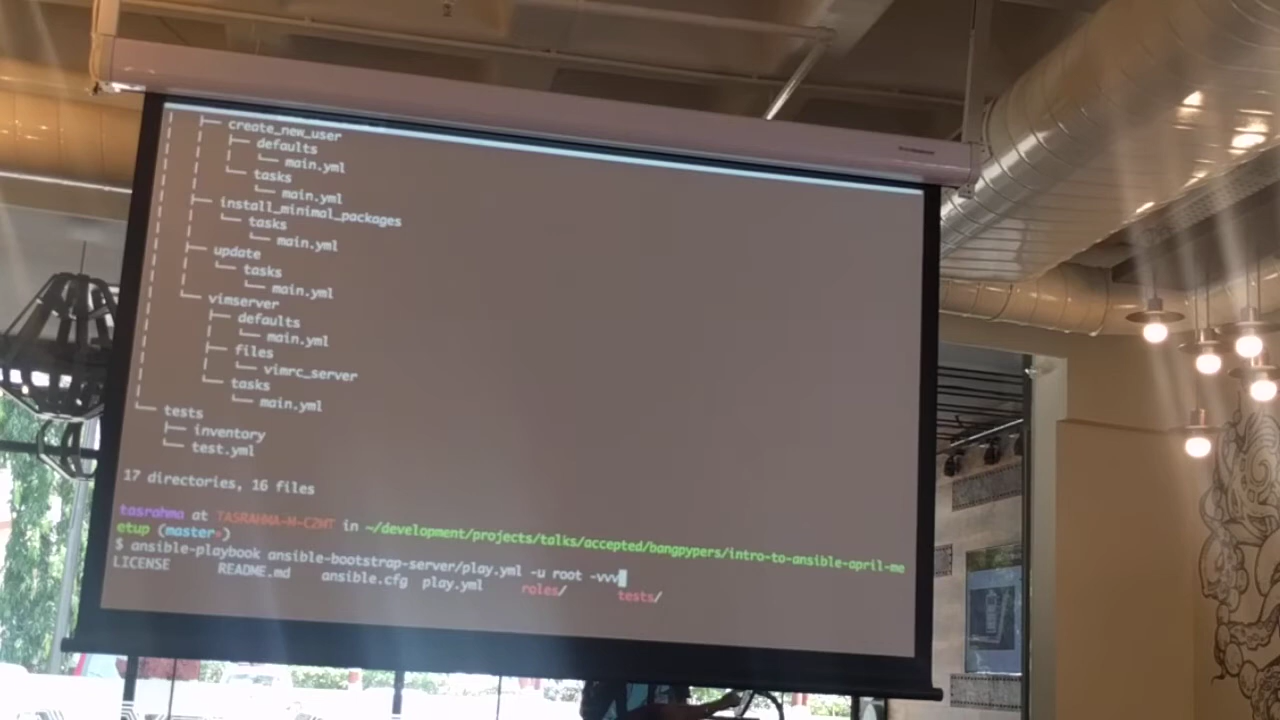 ├── create_new_user
│   ├── defaults
│   │   └── main.yml
│   └── tasks
│       └── main.yml
├── install_minimal_packages
│   └── tasks
│       └── main.yml
├── update
│   └── tasks
│       └── main.yml
└── vimserver
    ├── defaults
    │   └── main.yml
    ├── files
    │   └── vimrc_server
    └── tasks
        └── main.yml
└── tests
    ├── inventory
    └── test.yml
17 directories, 16 files
tasrahma at TASRAHMA-M-C2MT in ~/development/projects/talks/accepted/bangpypers/intro-to-ansible-april-me
etup (master*)
$ ansible-playbook ansible-bootstrap-server/play.yml -u root -vvv
LICENSE README.md ansible.cfg play.yml roles/ tests/